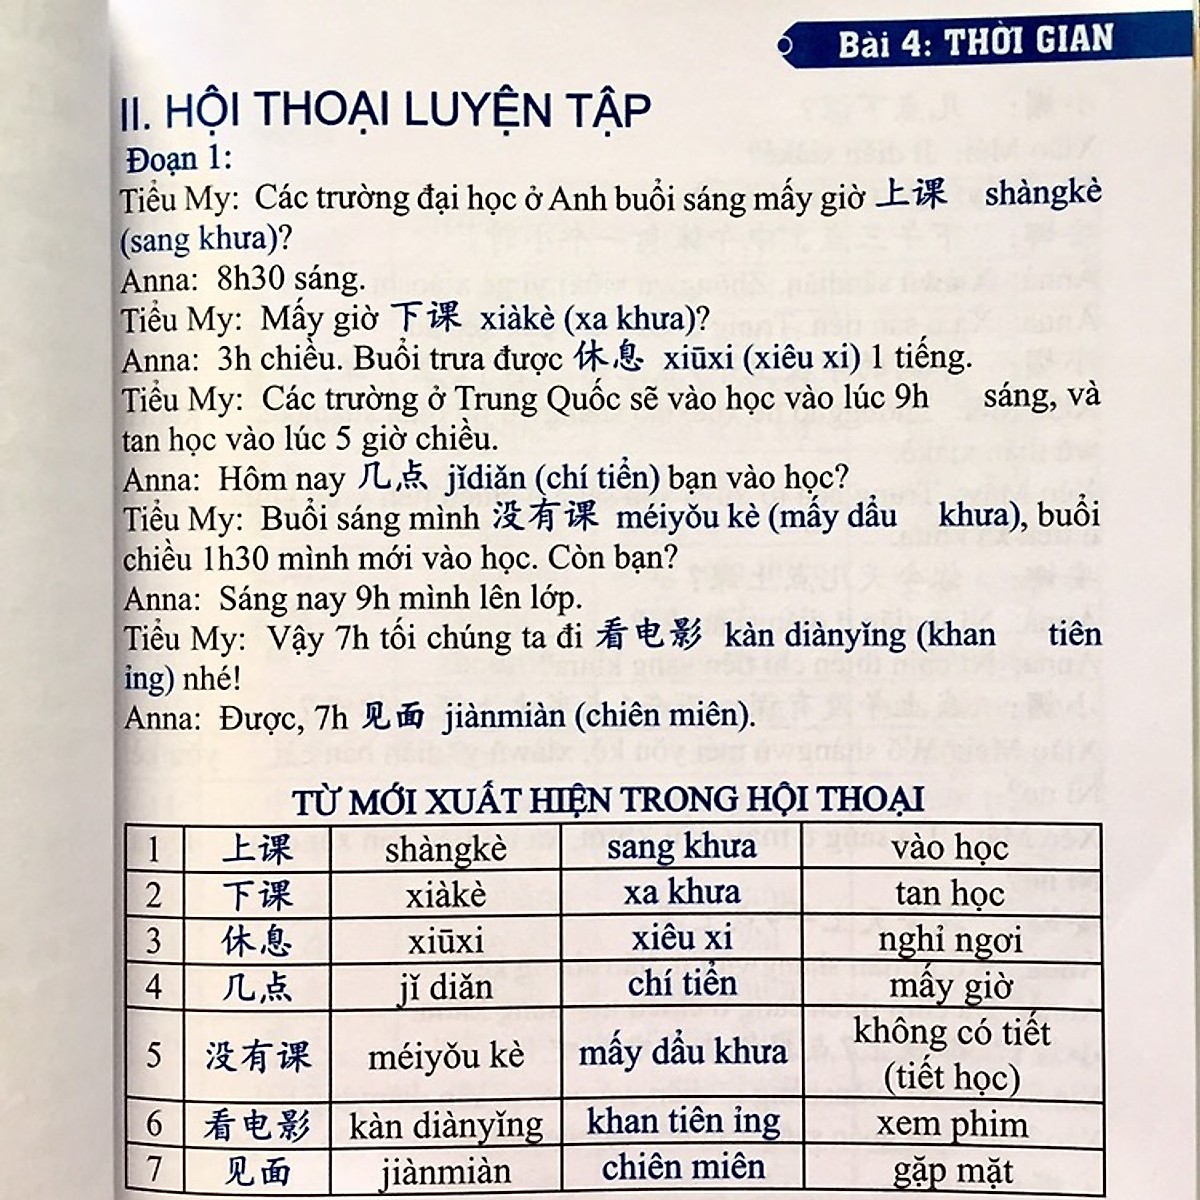 Bài 4: THỜI GIAN
II. HỘI THOẠI LUYỆN TẬP
Đoạn 1:
Tiểu My: Các trường đại học ở Anh buổi sáng mấy giờ 上课 shàngkè
(sang khưa)?
Anna: 8h30 sáng.
Tiểu My: Mấy giờ 下课 xiàkè (xa khưa)?
Anna: 3h chiều. Buổi trưa được 休息 xiūxi (xiêu xi) 1 tiếng.
Tiểu My: Các trường ở Trung Quốc sẽ vào học vào lúc 9h sáng, và
tan học vào lúc 5 giờ chiều.
Anna: Hôm nay 几点 jǐdiǎn (chí tiển) bạn vào học?
Tiểu My: Buổi sáng mình 没有课 méiyǒu kè (mấy dẩu khưa), buổi
chiều 1h30 mình mới vào học. Còn bạn?
Anna: Sáng nay 9h mình lên lớp.
Tiểu My: Vậy 7h tối chúng ta đi 看电影 kàn diànyǐng (khan tiên
ỉng) nhé!
Anna: Được, 7h 见面 jiànmiàn (chiên miên).
TỪ MỚI XUẤT HIỆN TRONG HỘI THOẠI
1 上课 shàngkè sang khưa vào học
2 下课 xiàkè xa khưa tan học
3 休息 xiūxi xiêu xi nghỉ ngơi
4 几点 jǐ diǎn chí tiển mấy giờ
5 没有课 méiyǒu kè mấy dẩu khưa không có tiết
(tiết học)
6 看电影 kàn diànyǐng khan tiên ỉng xem phim
7 见面 jiànmiàn chiên miên gặp mặt